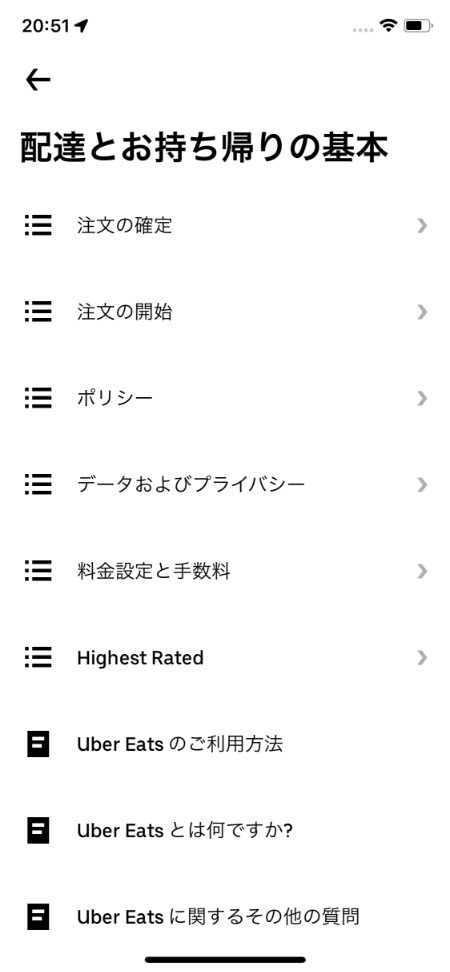 20:51
配達とお持ち帰りの基本
注文の確定
注文の開始
ポリシー
データおよびプライバシー
料金設定と手数料
Highest Rated
Uber Eats のご利用方法
Uber Eats とは何ですか?
Uber Eats に関するその他の質問